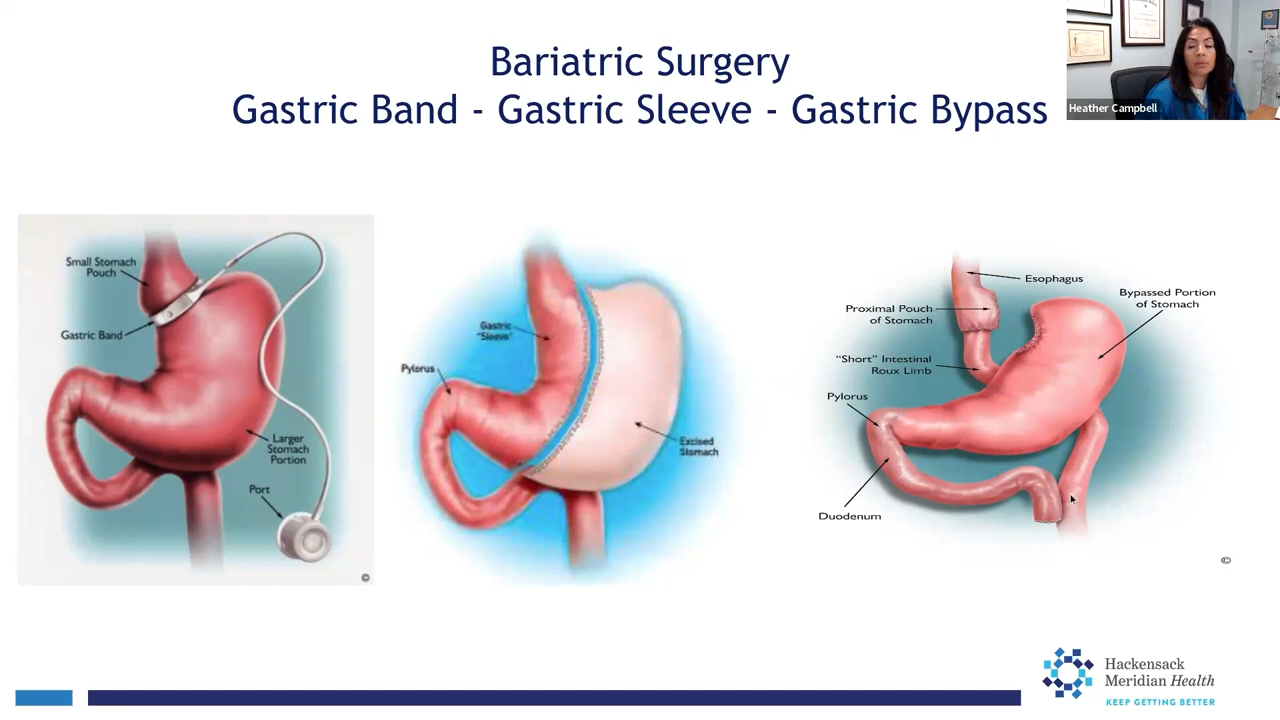 Bariatric Surgery
Gastric Band - Gastric Sleeve - Gastric Bypass
Heather Campbell
Small Stomach
Pouch
Gastric Band
Larger
Stomach
Portion
Port
©
Gastric
"Sleeve"
Pylorus
Excised
Stomach
Esophagus
Bypassed Portion
of Stomach
Proximal Pouch
of Stomach
"Short" Intestinal
Roux Limb
Pylorus
Duodenum
©
Hackensack
Meridian Health
KEEP GETTING BETTER